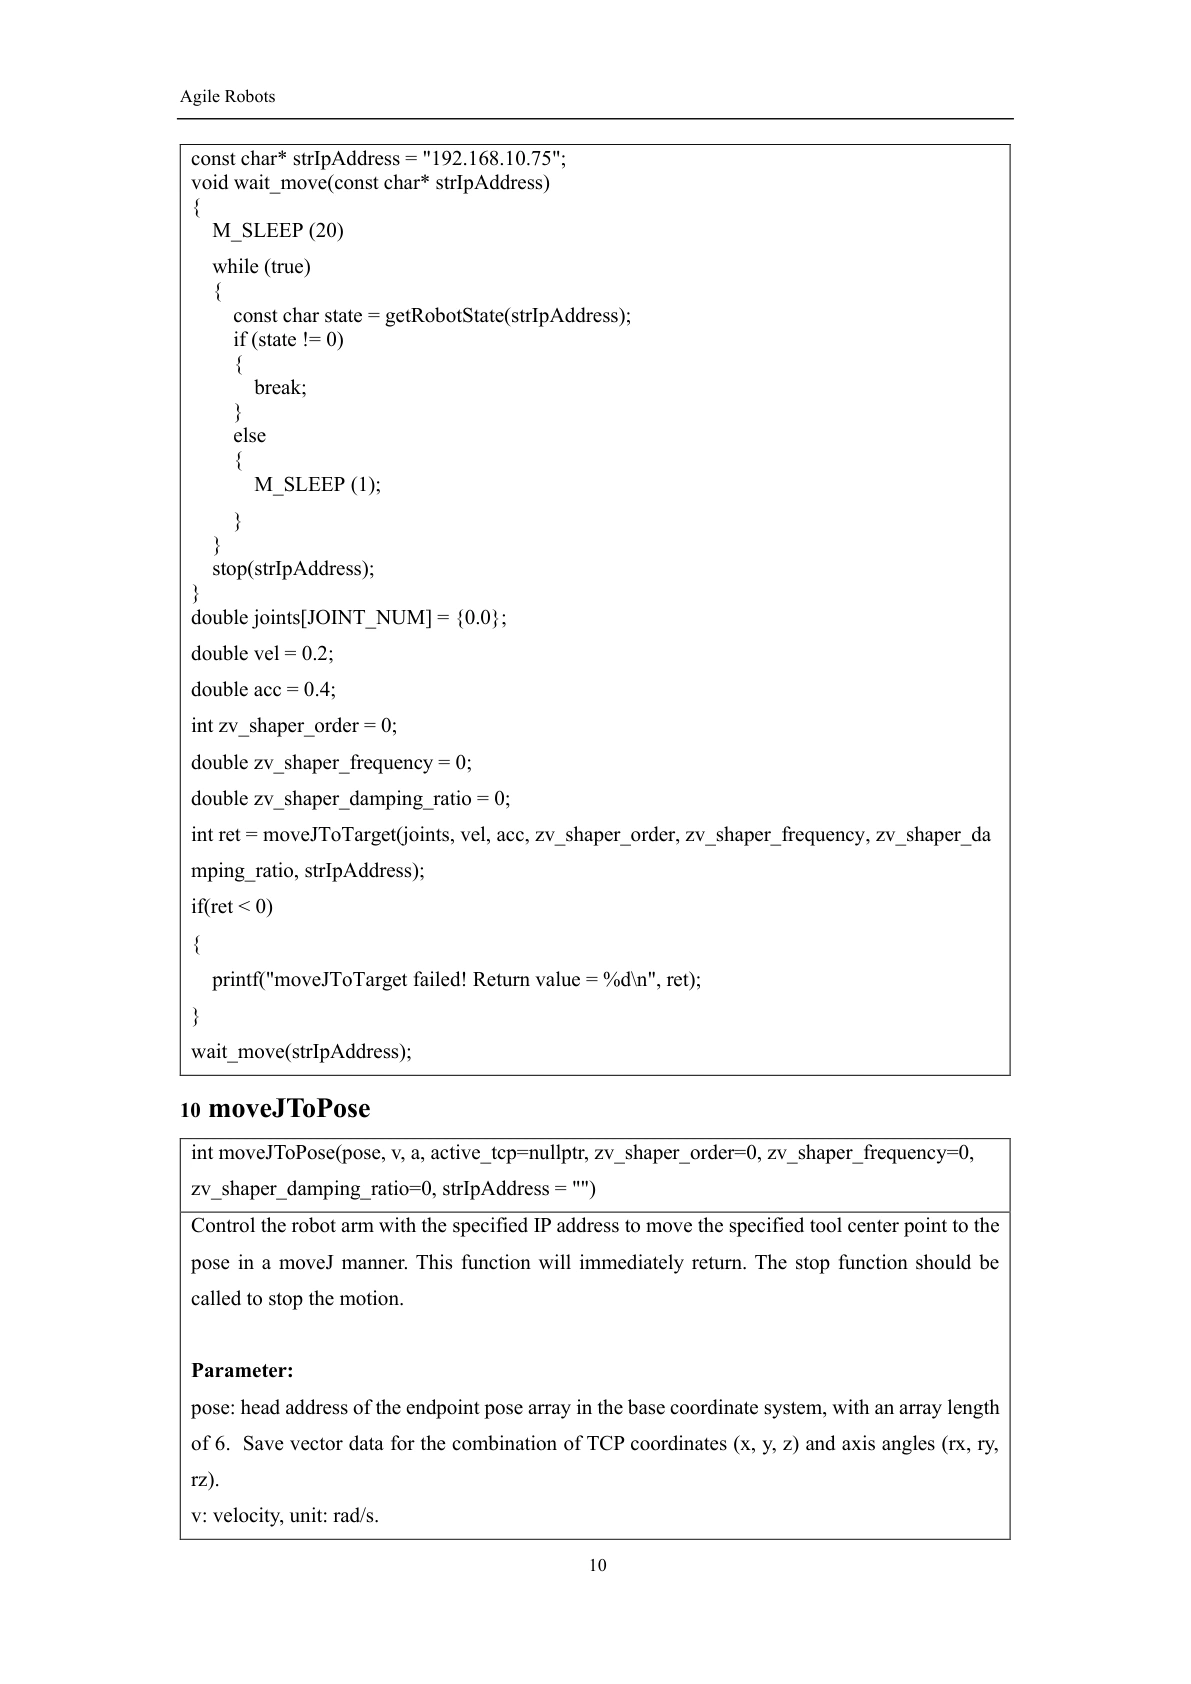 Agile Robots
const char* strIpAddress = "192.168.10.75";
void wait_move(const char* strIpAddress)
{
M_SLEEP (20)
while (true)
{
const char state = getRobotState(strIpAddress);
if (state != 0)
{
break;
}
else
{
M_SLEEP (1);
}
}
stop(strIpAddress);
}
double joints[JOINT_NUM] = {0.0};
double vel = 0.2;
double acc = 0.4;
int zv_shaper_order = 0;
double zv_shaper_frequency = 0;
double zv_shaper_damping_ratio = 0;
int ret = moveJToTarget(joints, vel, acc, zv_shaper_order, zv_shaper_frequency, zv_shaper_da
mping_ratio, strIpAddress);
if(ret < 0)
{
printf("moveJToTarget failed! Return value = %d\n", ret);
}
wait_move(strIpAddress);
10 moveJToPose
int moveJToPose(pose, v, a, active_tcp=nullptr, zv_shaper_order=0, zv_shaper_frequency=0,
zv_shaper_damping_ratio=0, strIpAddress = "")
Control the robot arm with the specified IP address to move the specified tool center point to the
pose in a moveJ manner. This function will immediately return. The stop function should be
called to stop the motion.
Parameter:
pose: head address of the endpoint pose array in the base coordinate system, with an array length
of 6. Save vector data for the combination of TCP coordinates (x, y, z) and axis angles (rx, ry,
rz).
v: velocity, unit: rad/s.
10